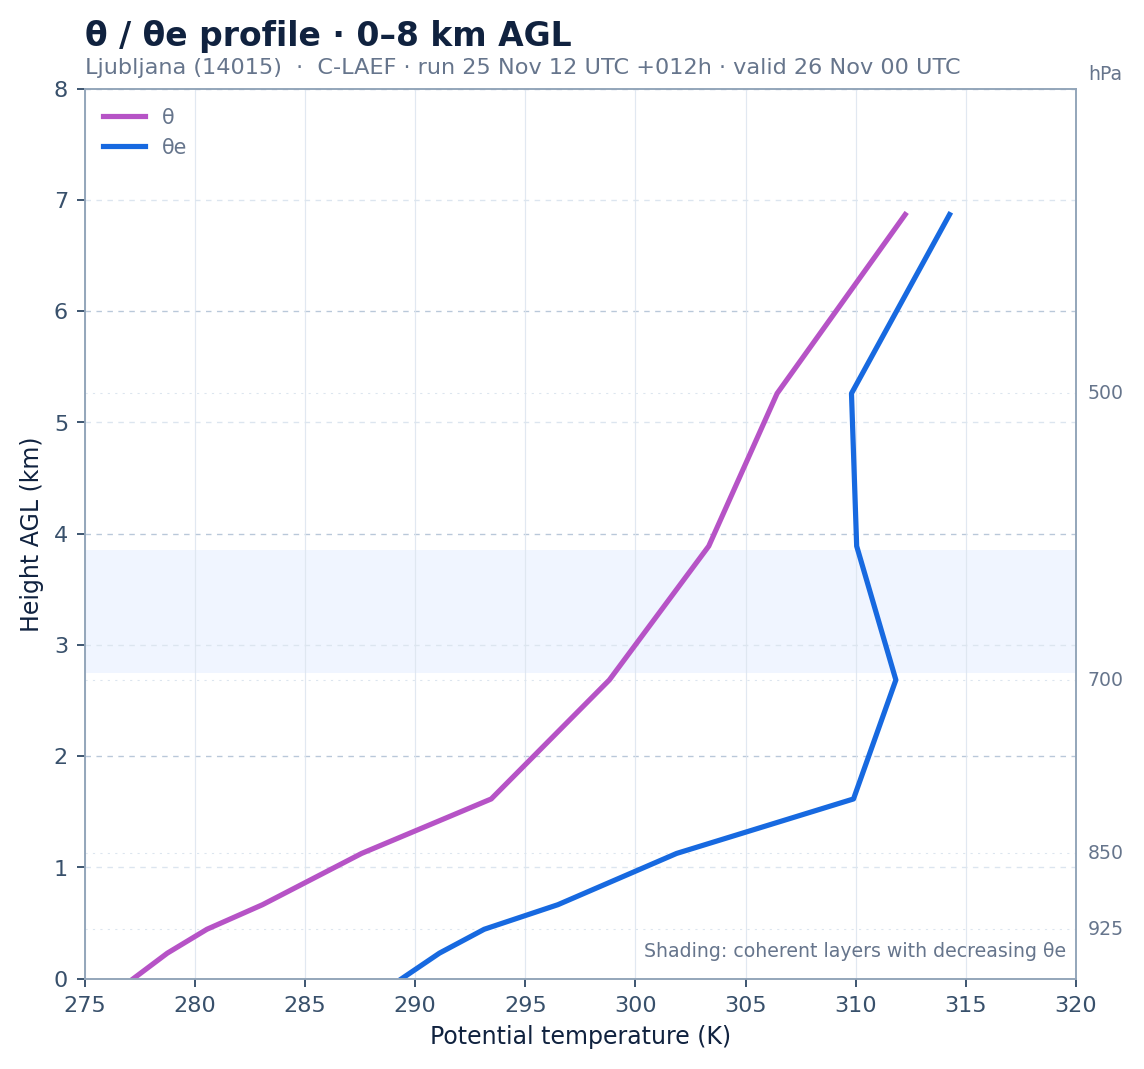 θ / θe profile · 0–8 km AGL
Ljubljana (14015)  ·  C-LAEF · run 25 Nov 12 UTC +012h · valid 26 Nov 00 UTC
hPa
θ
θe
8
7
6
5
4
3
2
1
0
500
700
850
925
Height AGL (km)
Shading: coherent layers with decreasing θe
275 280 285 290 295 300 305 310 315 320
Potential temperature (K)